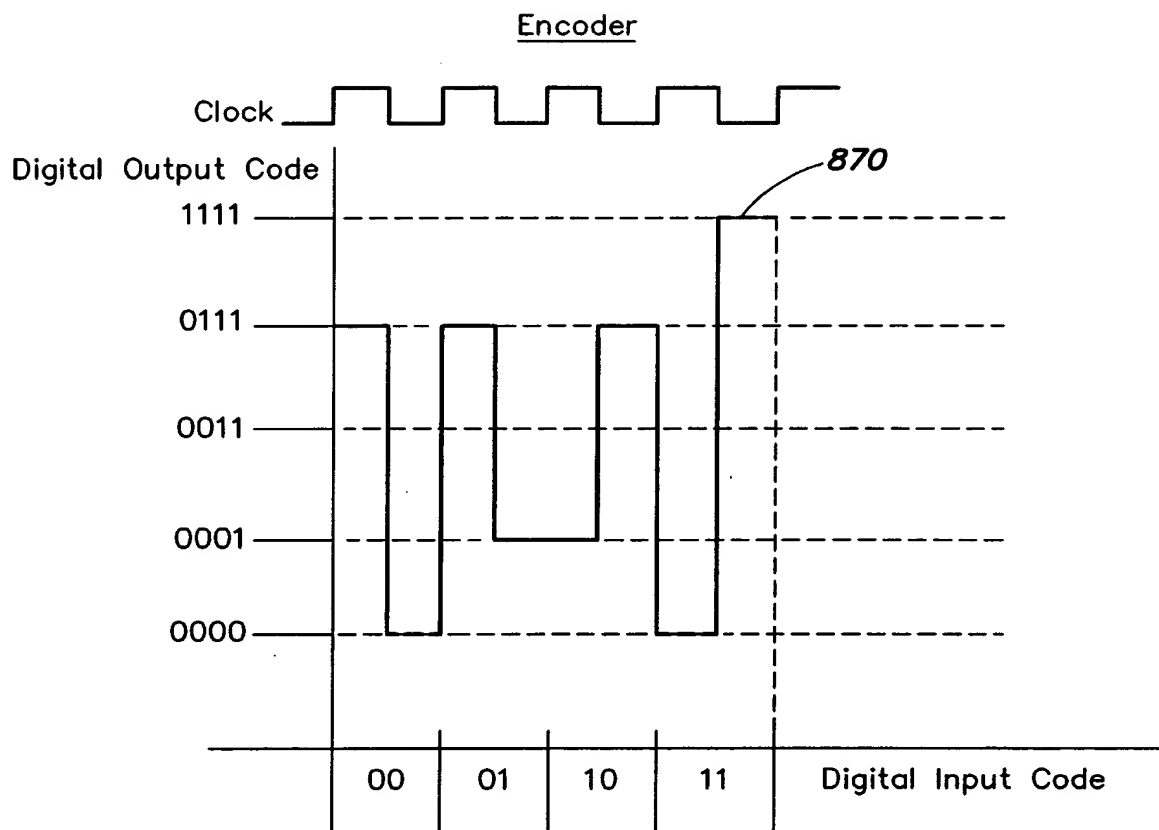 Encoder
Clock
Digital Output Code
870
1111
0111
0011
0001
0000
00 01 10 11 Digital Input Code